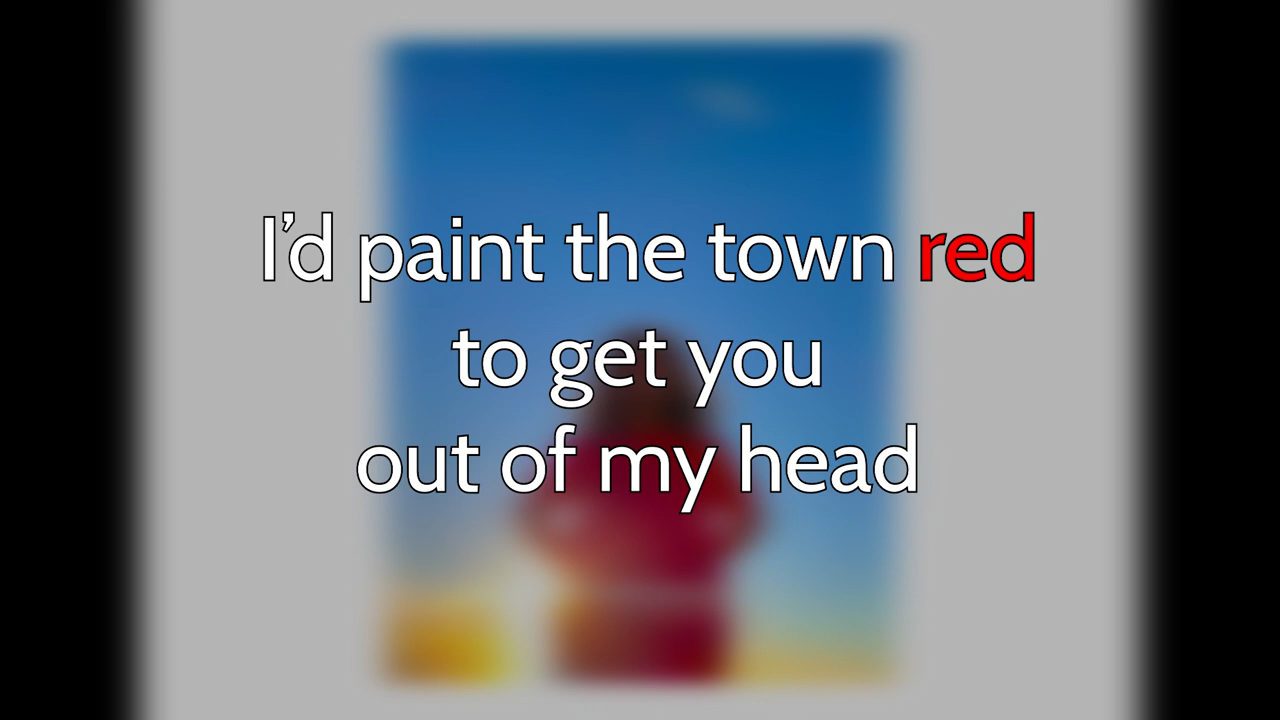 I’d paint the town red
to get you
out of my head